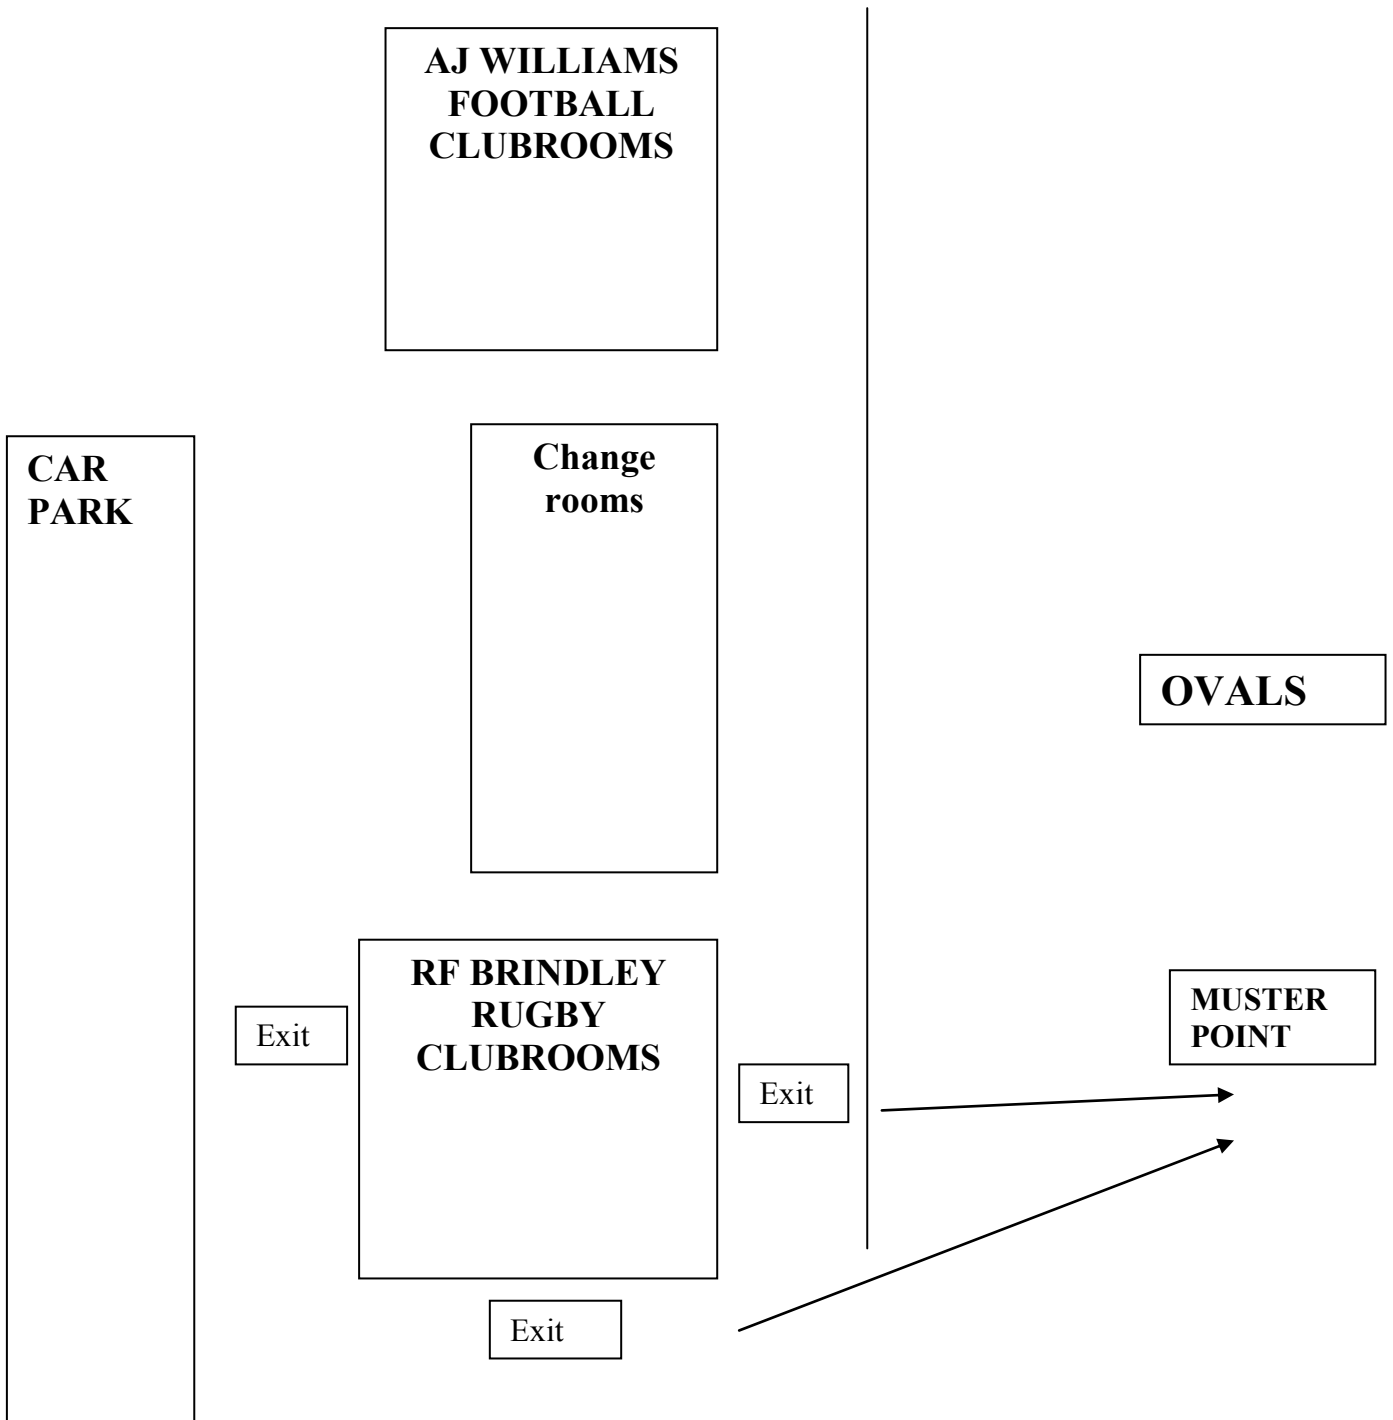 AJ WILLIAMS
FOOTBALL
CLUBROOMS
CAR
PARK
Change
rooms
OVALS
RF BRINDLEY
RUGBY
CLUBROOMS
Exit
Exit
MUSTER
POINT
Exit